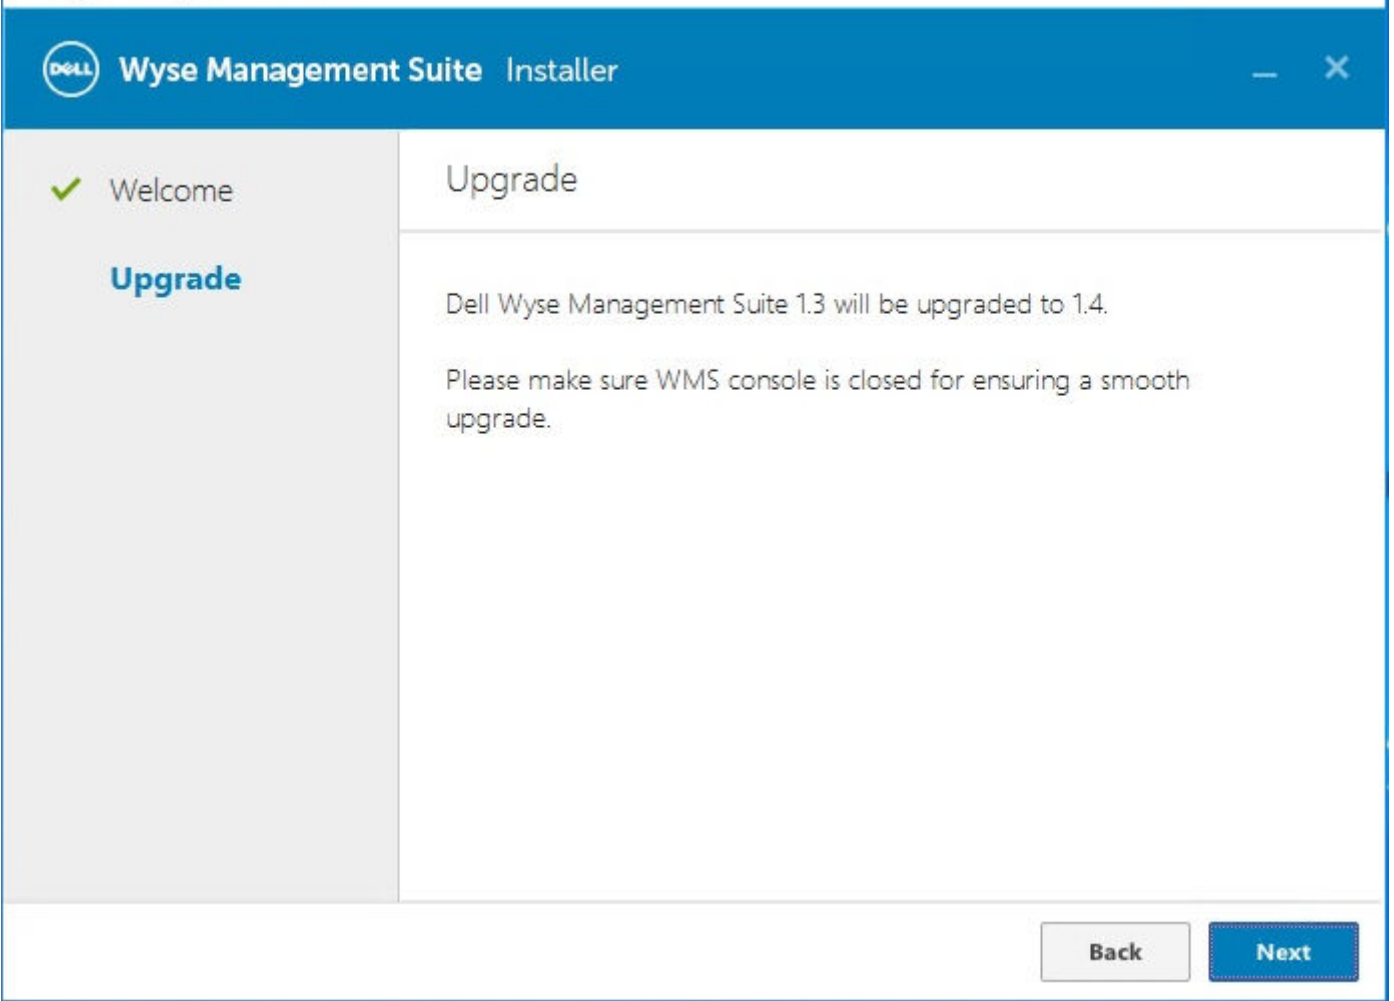 DELL Wyse Management Suite Installer
Welcome
Upgrade
Upgrade
Dell Wyse Management Suite 1.3 will be upgraded to 1.4.
Please make sure WMS console is closed for ensuring a smooth
upgrade.
Back Next